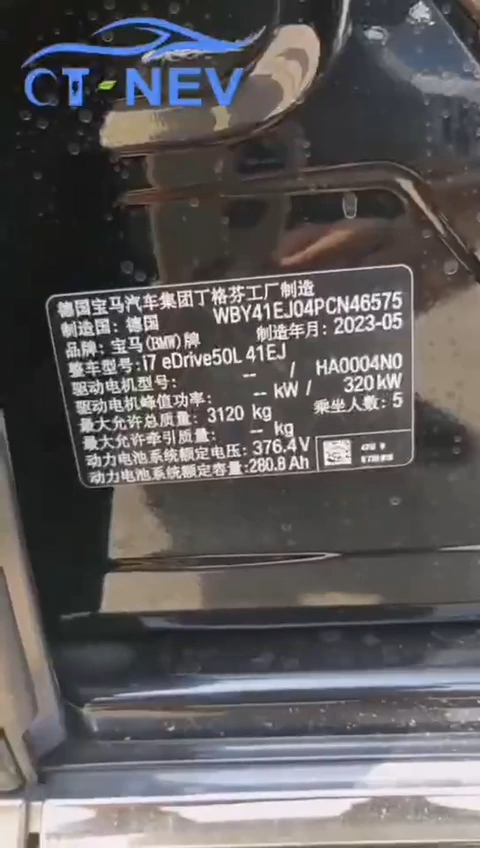 CT-NEV
德国宝马汽车集团丁格芬工厂制造
制造国：德国 WBY41EJ04PCN46575
品牌：宝马(BMW)牌 制造年月：2023-05
整车型号：i7 eDrive50L 41EJ
驱动电机型号： -- / HA0004N0
驱动电机峰值功率： -- kW / 320 kW
最大允许总质量：3120 kg 乘坐人数：5
最大允许牵引质量： -- kg
动力电池系统额定电压：376.4 V
动力电池系统额定容量：280.8 Ah